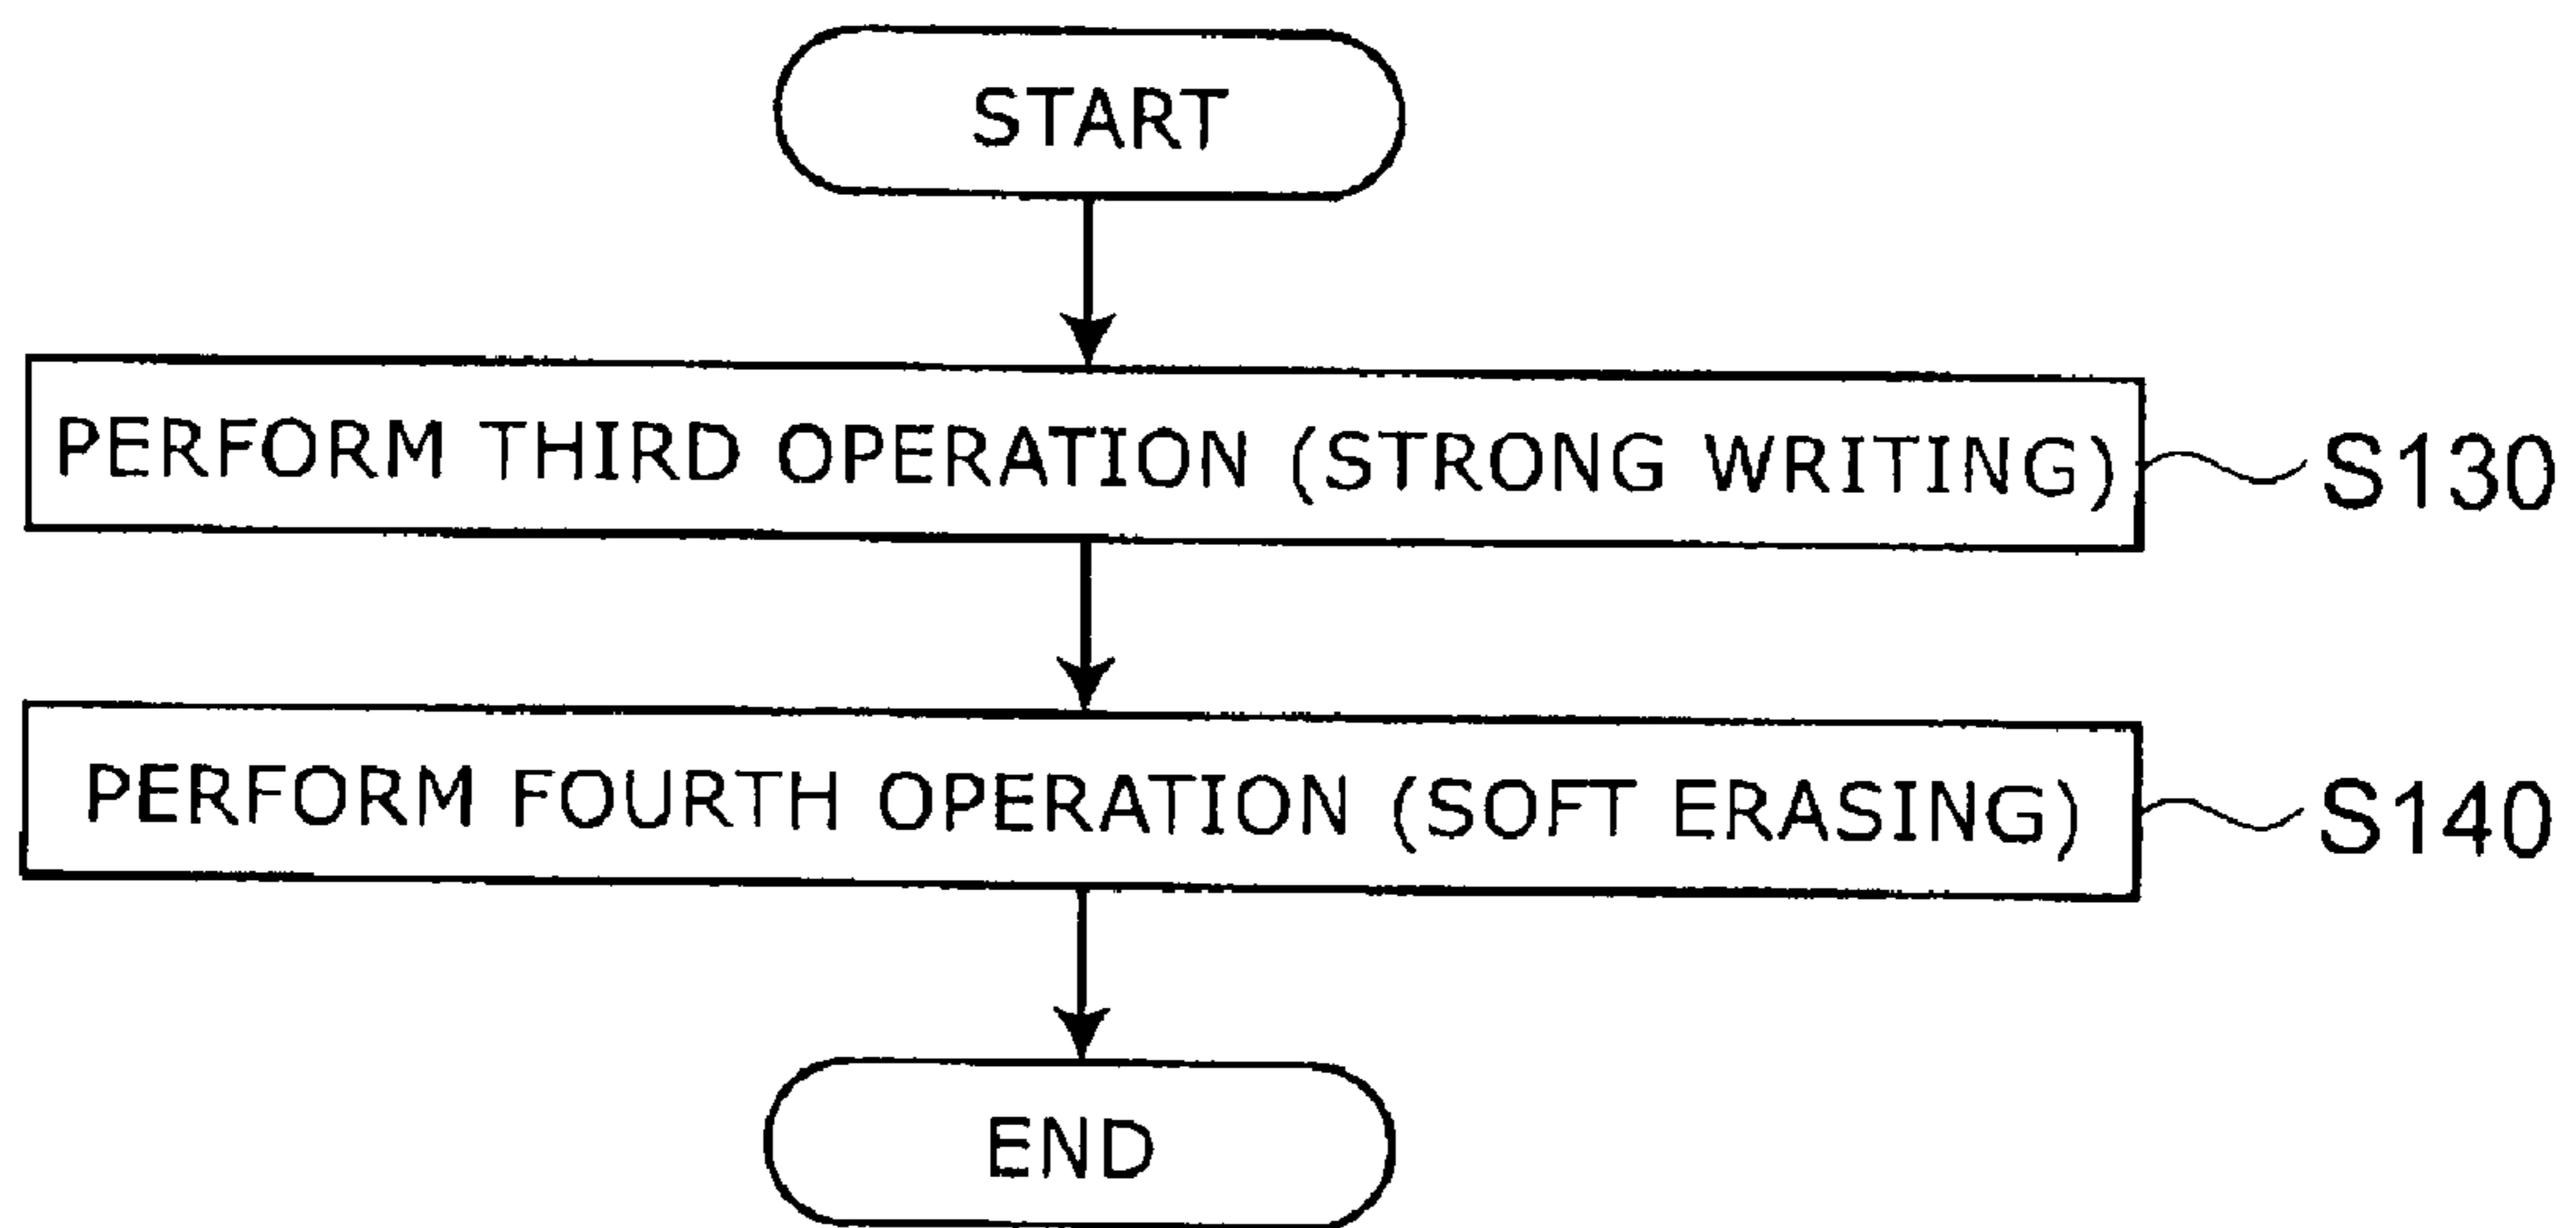 START
PERFORM THIRD OPERATION (STRONG WRITING) S130
PERFORM FOURTH OPERATION (SOFT ERASING) S140
END